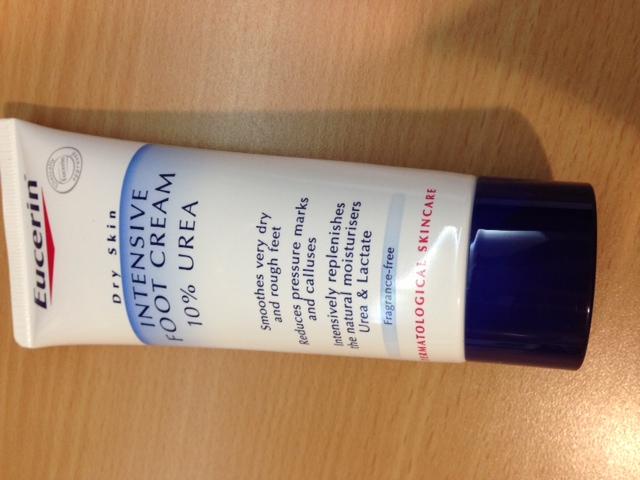 Eucerin
Dry Skin
INTENSIVE
FOOT CREAM
10% UREA
Smoothes very dry
and rough feet
Reduces pressure marks
and calluses
Intensively replenishes
the natural moisturisers
Urea & Lactate
Fragrance-free
DERMATOLOGICAL SKINCARE